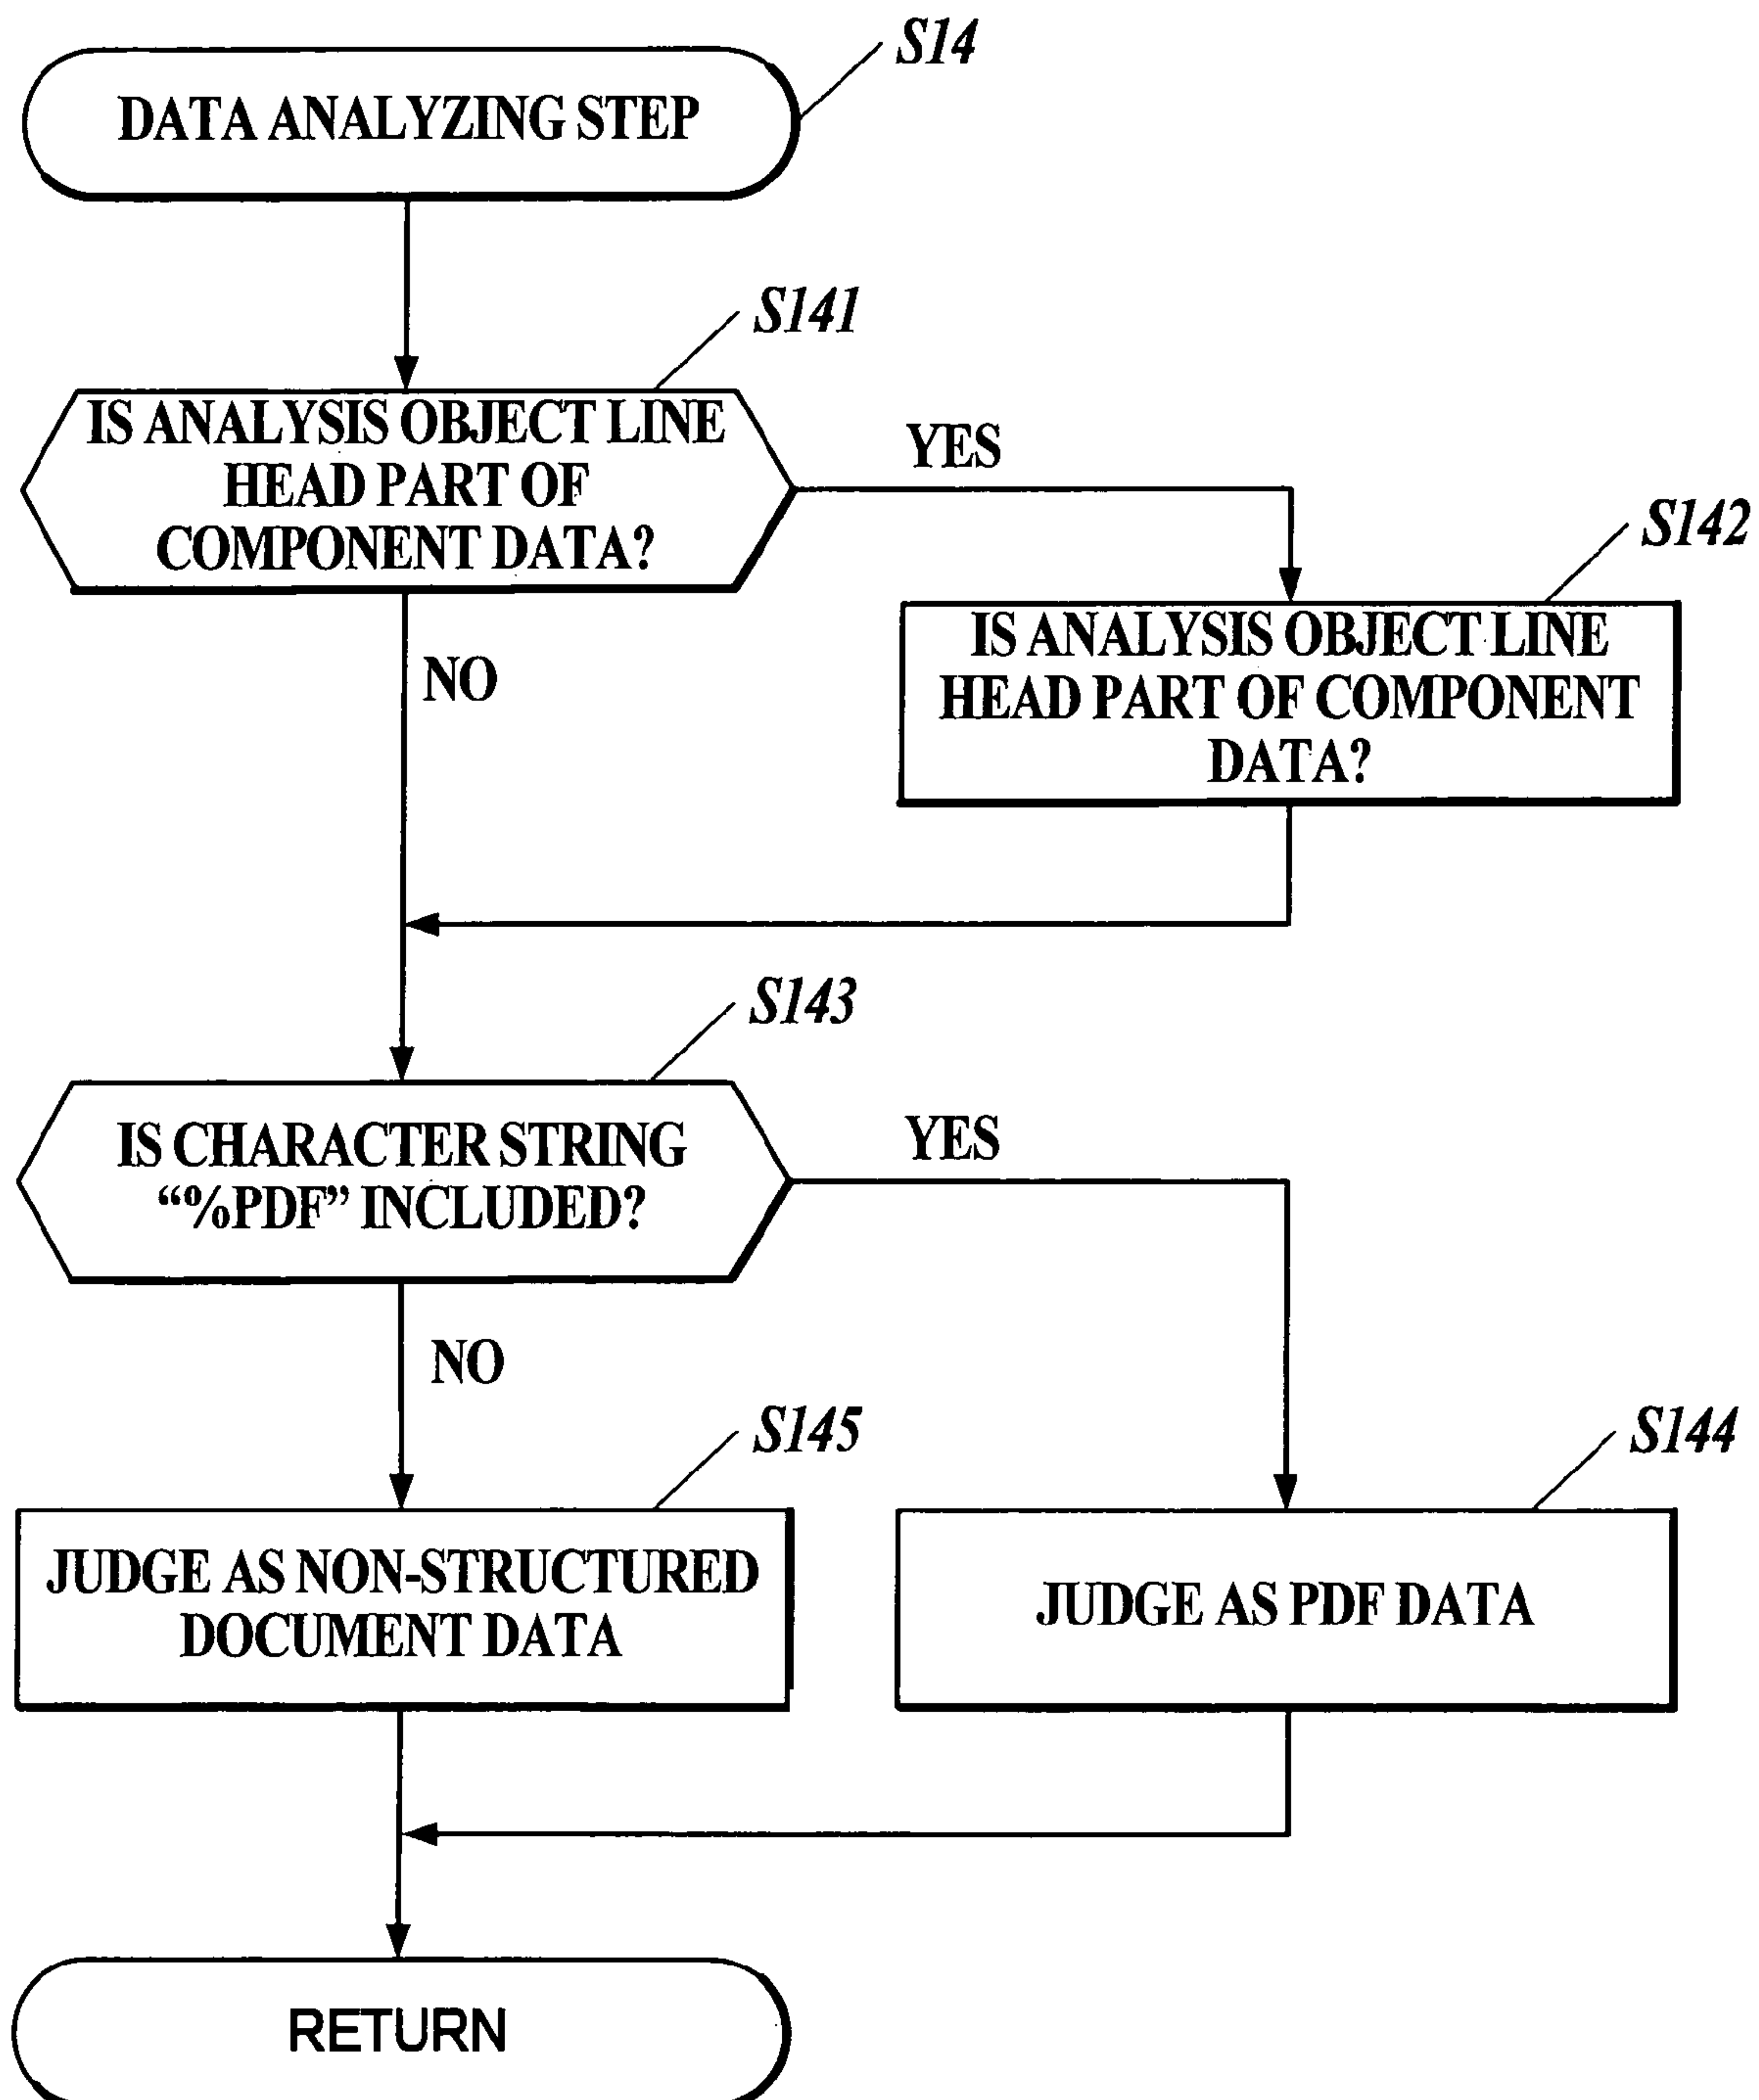 S14
DATA ANALYZING STEP
S141
IS ANALYSIS OBJECT LINE
HEAD PART OF
COMPONENT DATA?
YES
S142
IS ANALYSIS OBJECT LINE
HEAD PART OF COMPONENT
DATA?
NO
S143
IS CHARACTER STRING
“%PDF” INCLUDED?
YES
NO
S145
JUDGE AS NON-STRUCTURED
DOCUMENT DATA
S144
JUDGE AS PDF DATA
RETURN